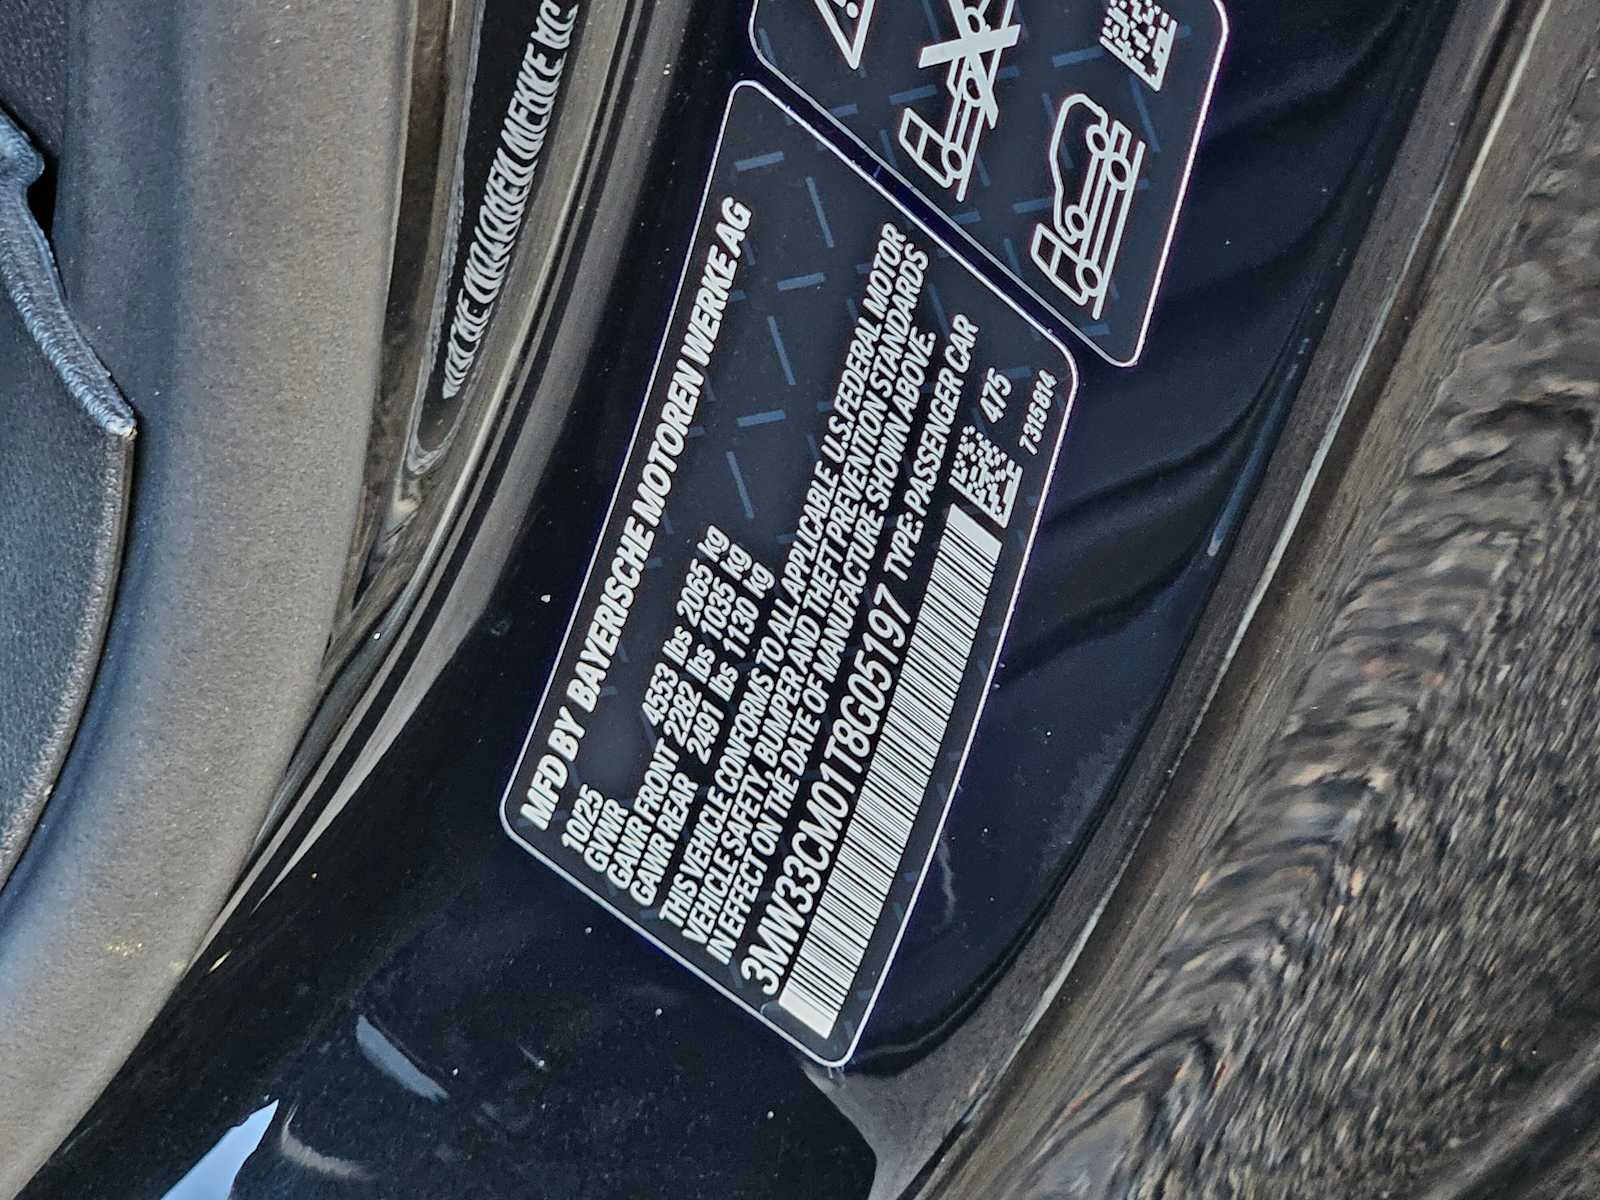 MFD BY BAYERISCHE MOTOREN WERKE AG
10/25
GVWR 4553 lbs 2065 kg
GAWR FRONT 2282 lbs 1035 kg
GAWR REAR 2491 lbs 1130 kg
THIS VEHICLE CONFORMS TO ALL APPLICABLE U.S.FEDERAL MOTOR
VEHICLE SAFETY, BUMPER AND THEFT PREVENTION STANDARDS
IN EFFECT ON THE DATE OF MANUFACTURE SHOWN ABOVE.
3MW33CM01T8G05197 TYPE: PASSENGER CAR
475
7315814